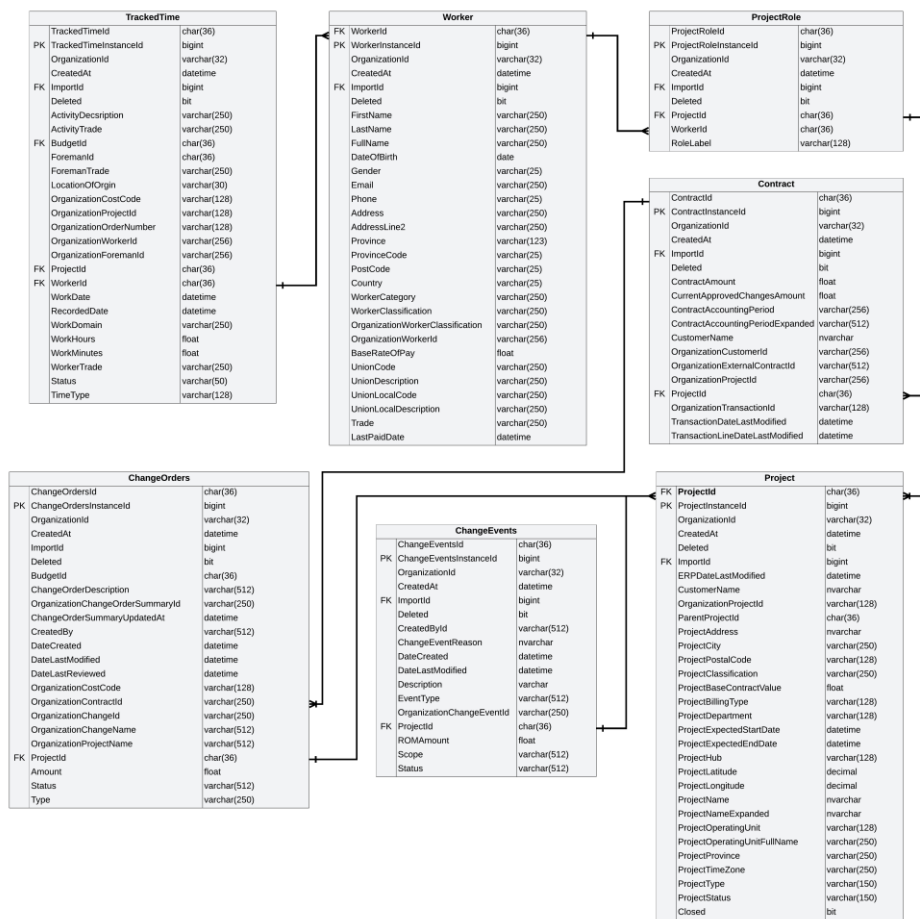 TrackedTime
TrackedTimeId char(36)
PK TrackedTimeInstanceId bigint
OrganizationId varchar(32)
CreatedAt datetime
FK ImportId bigint
Deleted bit
ActivityDecsription varchar(250)
ActivityTrade varchar(250)
FK BudgetId char(36)
ForemanId char(36)
ForemanTrade varchar(250)
LocationOfOrgin varchar(30)
OrganizationCostCode varchar(128)
OrganizationProjectId varchar(128)
OrganizationOrderNumber varchar(128)
OrganizationWorkerId varchar(256)
OrganizationForemanId varchar(256)
FK ProjectId char(36)
FK WorkerId char(36)
WorkDate datetime
RecordedDate datetime
WorkDomain varchar(250)
WorkHours float
WorkMinutes float
WorkerTrade varchar(250)
Status varchar(50)
TimeType varchar(128)
Worker
FK WorkerId char(36)
PK WorkerInstanceId bigint
OrganizationId varchar(32)
CreatedAt datetime
FK ImportId bigint
Deleted bit
FirstName varchar(250)
LastName varchar(250)
FullName varchar(250)
DateOfBirth date
Gender varchar(25)
Email varchar(250)
Phone varchar(25)
Address varchar(250)
AddressLine2 varchar(250)
Province varchar(123)
ProvinceCode varchar(25)
PostCode varchar(25)
Country varchar(25)
WorkerCategory varchar(250)
WorkerClassification varchar(250)
OrganizationWorkerClassification varchar(250)
OrganizationWorkerId varchar(256)
BaseRateOfPay float
UnionCode varchar(250)
UnionDescription varchar(250)
UnionLocalCode varchar(250)
UnionLocalDescription varchar(250)
Trade varchar(250)
LastPaidDate datetime
ProjectRole
ProjectRoleId char(36)
PK ProjectRoleInstanceId bigint
OrganizationId varchar(32)
CreatedAt datetime
FK ImportId bigint
Deleted bit
FK ProjectId char(36)
WorkerId char(36)
RoleLabel varchar(128)
Contract
ContractId char(36)
PK ContractInstanceId bigint
OrganizationId varchar(32)
CreatedAt datetime
FK ImportId bigint
Deleted bit
ContractAmount float
CurrentApprovedChangesAmount float
ContractAccountingPeriod varchar(256)
ContractAccountingPeriodExpanded varchar(512)
CustomerName nvarchar
OrganizationCustomerId varchar(256)
OrganizationExternalContractId varchar(512)
OrganizationProjectId varchar(256)
FK ProjectId char(36)
OrganizationTransactionId varchar(128)
TransactionDateLastModified datetime
TransactionLineDateLastModified datetime
ChangeOrders
ChangeOrdersId char(36)
PK ChangeOrdersInstanceId bigint
OrganizationId varchar(32)
CreatedAt datetime
ImportId bigint
Deleted bit
BudgetId char(36)
ChangeOrderDescription varchar(512)
OrganizationChangeOrderSummaryId varchar(250)
ChangeOrderSummaryUpdatedAt datetime
CreatedBy varchar(512)
DateCreated datetime
DateLastModified datetime
DateLastReviewed datetime
OrganizationCostCode varchar(128)
OrganizationContractId varchar(250)
OrganizationChangeId varchar(250)
OrganizationChangeName varchar(512)
OrganizationProjectName varchar(512)
FK ProjectId char(36)
Amount float
Status varchar(512)
Type varchar(250)
ChangeEvents
ChangeEventsId char(36)
PK ChangeEventsInstanceId bigint
OrganizationId varchar(32)
CreatedAt datetime
FK ImportId bigint
Deleted bit
CreatedById varchar(512)
ChangeEventReason nvarchar
DateCreated datetime
DateLastModified datetime
Description varchar
EventType varchar(512)
OrganizationChangeEventId varchar(250)
FK ProjectId char(36)
ROMAmount float
Scope varchar(512)
Status varchar(512)
Project
FK ProjectId char(36)
PK ProjectInstanceId bigint
OrganizationId varchar(32)
CreatedAt datetime
Deleted bit
FK ImportId bigint
ERPDateLastModified datetime
CustomerName nvarchar
OrganizationProjectId varchar(128)
ParentProjectId char(36)
ProjectAddress nvarchar
ProjectCity varchar(250)
ProjectPostalCode varchar(128)
ProjectClassification varchar(250)
ProjectBaseContractValue float
ProjectBillingType varchar(128)
ProjectDepartment varchar(128)
ProjectExpectedStartDate datetime
ProjectExpectedEndDate datetime
ProjectHub varchar(128)
ProjectLatitude decimal
ProjectLongitude decimal
ProjectName nvarchar
ProjectNameExpanded nvarchar
ProjectOperatingUnit varchar(128)
ProjectOperatingUnitFullName varchar(250)
ProjectProvince varchar(250)
ProjectTimeZone varchar(250)
ProjectType varchar(150)
ProjectStatus varchar(150)
Closed bit